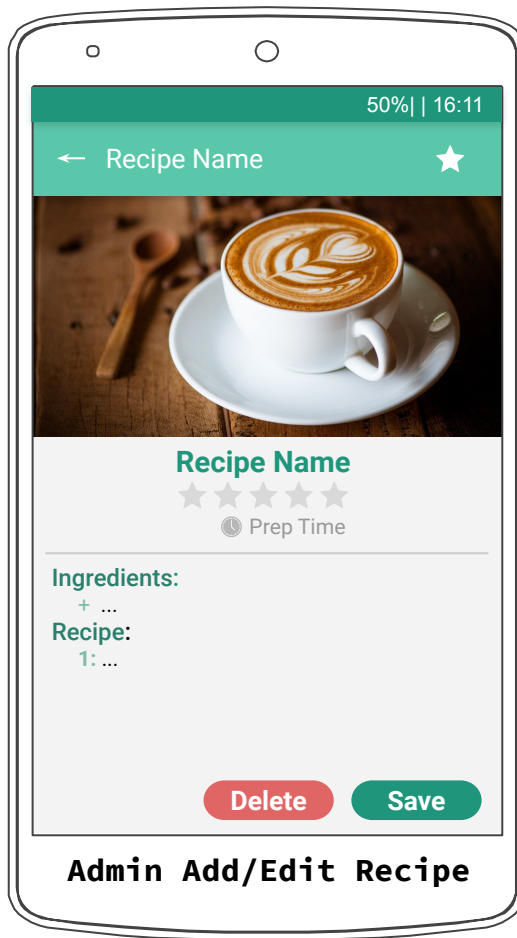 50%| | 16:11
← Recipe Name
Recipe Name
Prep Time
Ingredients:
+ ...
Recipe:
1: ...
Delete Save
Admin Add/Edit Recipe